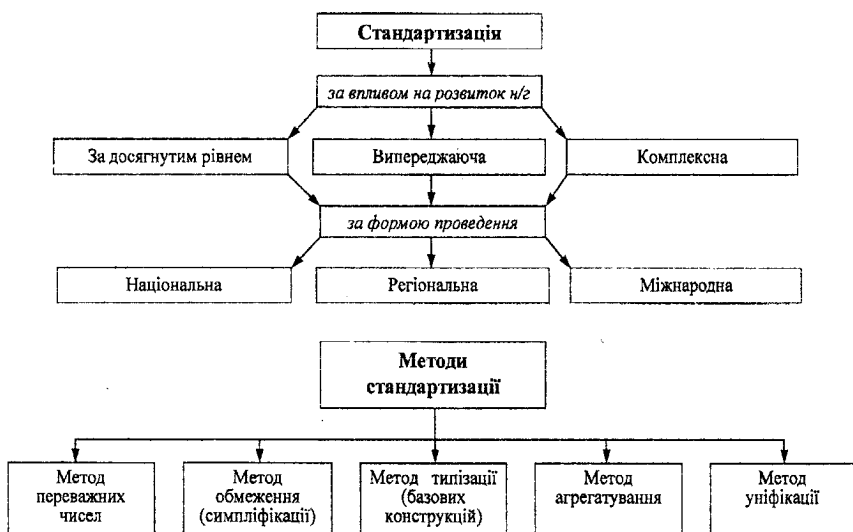 Стандартизація
за впливом на розвиток н/г
За досягнутим рівнем
Випереджаюча
Комплексна
за формою проведення
Національна
Регіональна
Міжнародна
Методи
стандартизації
Метод
переважних
чисел
Метод
обмеження
(симпліфікації)
Метод типізації
(базових
конструкцій)
Метод
агрегатування
Метод
уніфікації